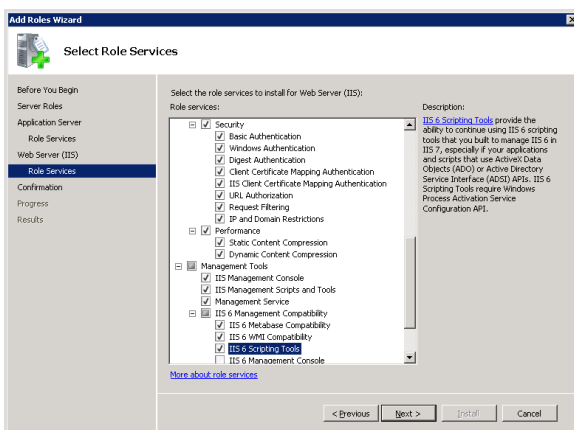 Add Roles Wizard
Select Role Services
Before You Begin
Server Roles
Application Server
Role Services
Web Server (IIS)
Role Services
Confirmation
Progress
Results
Select the role services to install for Web Server (IIS):
Role services:
Security
Basic Authentication
Windows Authentication
Digest Authentication
Client Certificate Mapping Authentication
IIS Client Certificate Mapping Authentication
URL Authorization
Request Filtering
IP and Domain Restrictions
Performance
Static Content Compression
Dynamic Content Compression
Management Tools
IIS Management Console
IIS Management Scripts and Tools
Management Service
IIS 6 Management Compatibility
IIS 6 Metabase Compatibility
IIS 6 WMI Compatibility
IIS 6 Scripting Tools
IIS 6 Management Console
More about role services
Description:
IIS 6 Scripting Tools provide the
ability to continue using IIS 6 scripting
tools that you built to manage IIS 6 in
IIS 7, especially if your applications
and scripts that use ActiveX Data
Objects (ADO) or Active Directory
Service Interface (ADSI) APIs. IIS 6
Scripting Tools require Windows
Process Activation Service
Configuration API.
< Previous
Next >
Install
Cancel